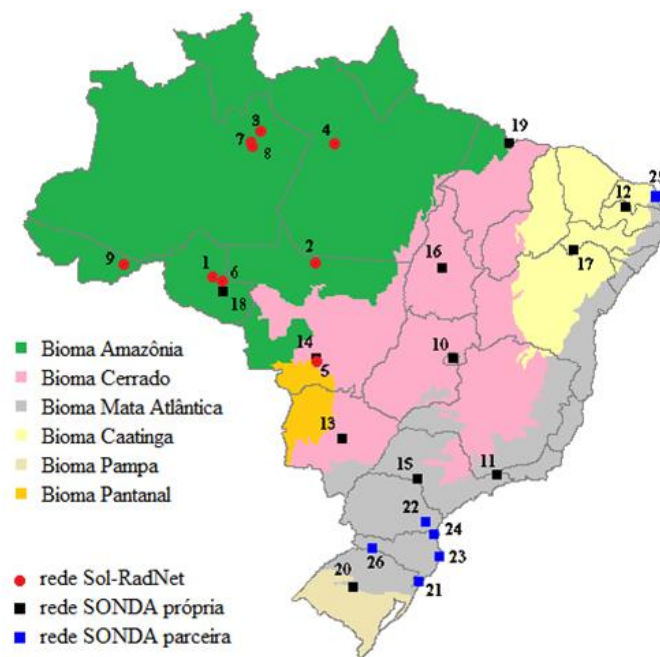 3
7
8
4
19
25
12
9
1
6
18
2
16
17
14
5
10
13
15
11
22
24
23
26
20
21
Bioma Amazônia
Bioma Cerrado
Bioma Mata Atlântica
Bioma Caatinga
Bioma Pampa
Bioma Pantanal
rede Sol-RadNet
rede SONDA própria
rede SONDA parceira